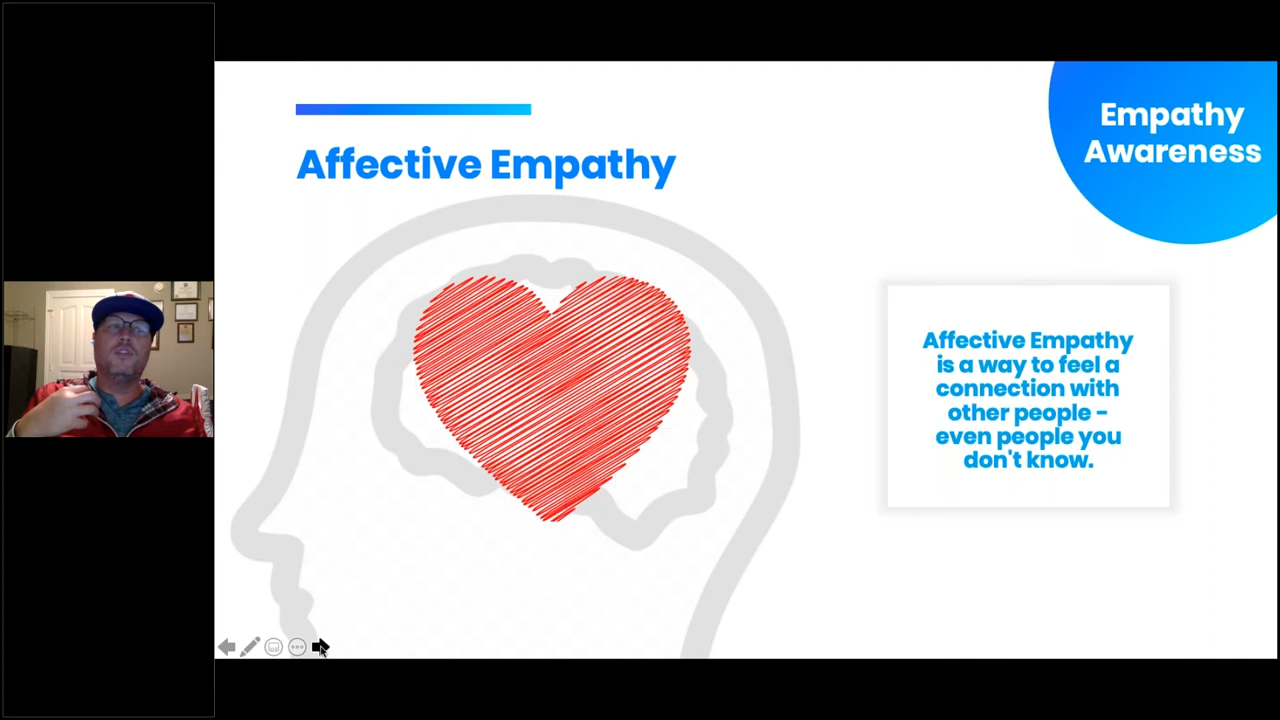 Empathy
Awareness
Affective Empathy
Affective Empathy
is a way to feel a
connection with
other people -
even people you
don't know.